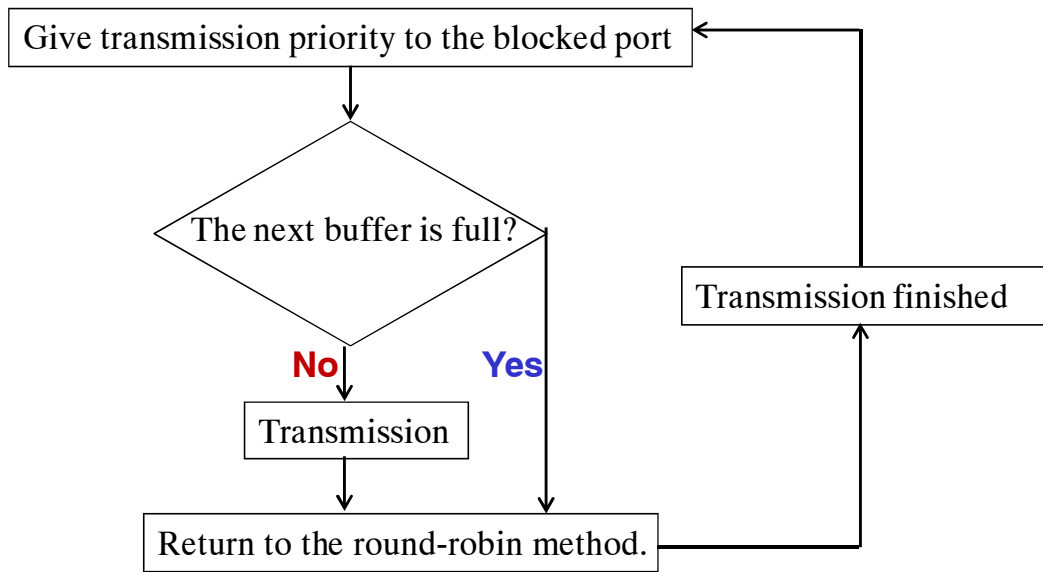 Give transmission priority to the blocked port
The next buffer is full?
No
Yes
Transmission
Return to the round-robin method.
Transmission finished